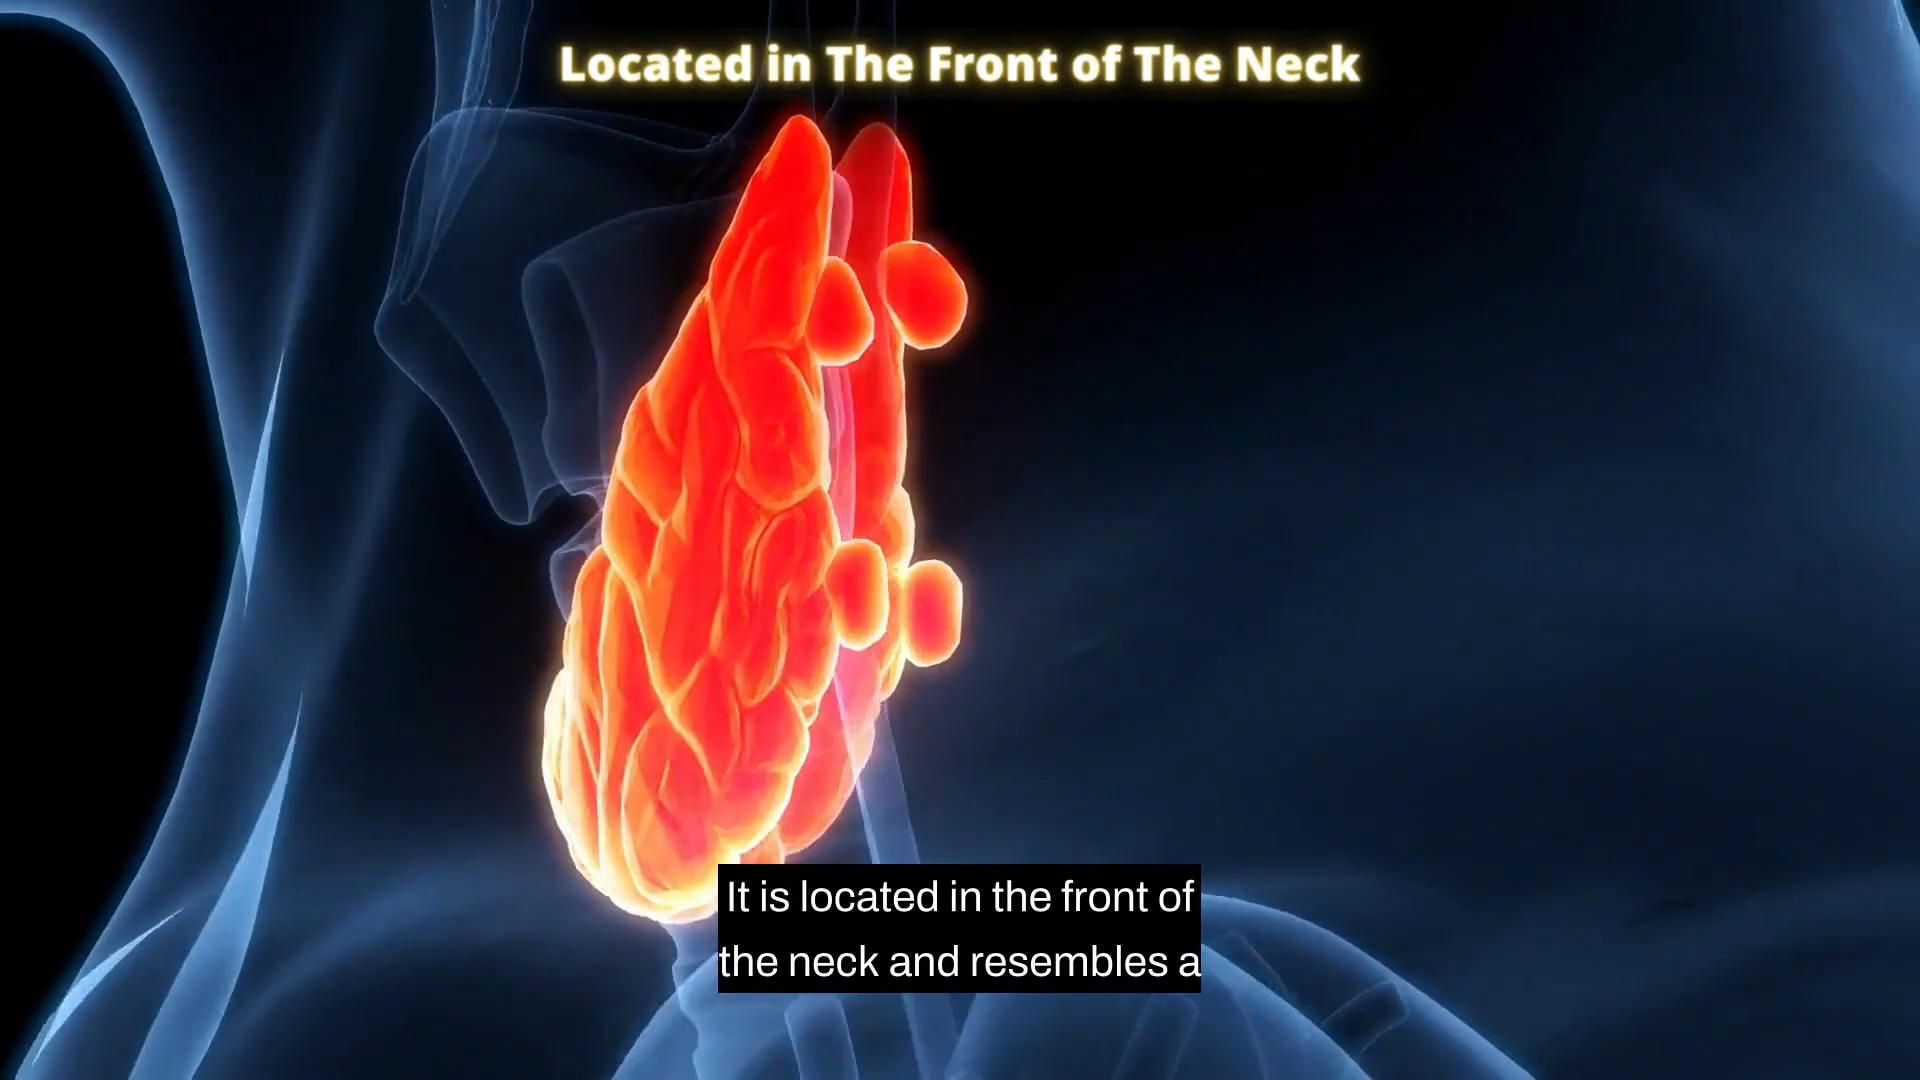 Located in The Front of The Neck
It is located in the front of
the neck and resembles a